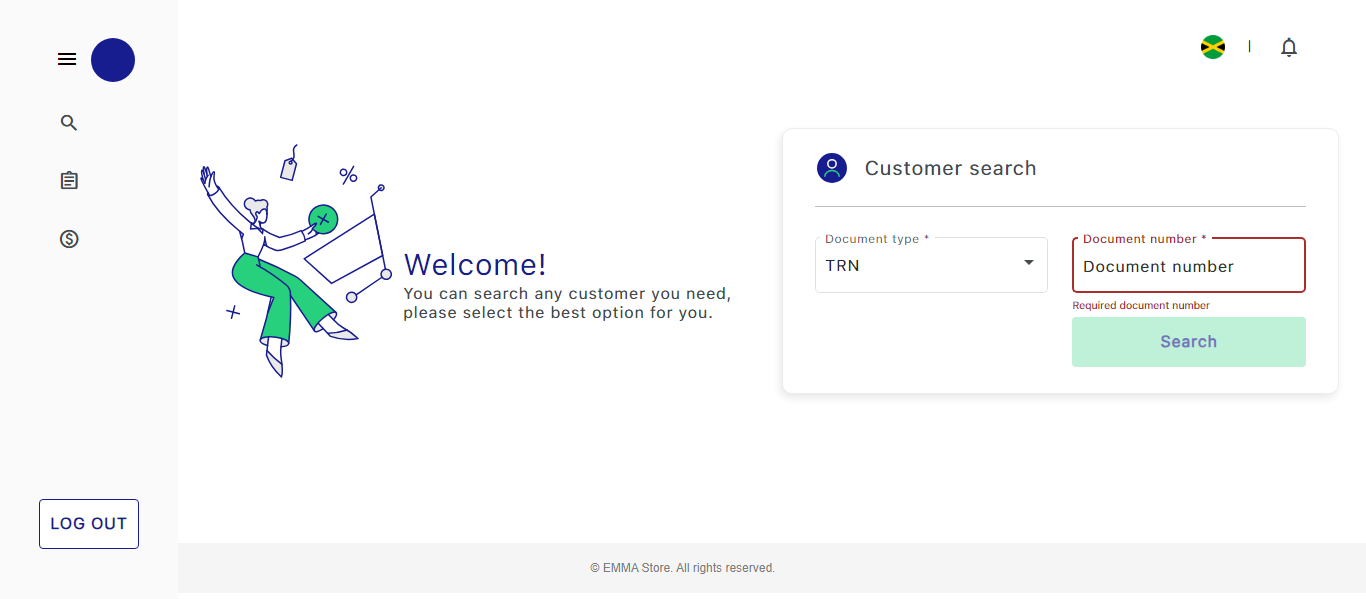 Customer search
Document type *
TRN
Document number *
Document number
Required document number
Search
Welcome!
You can search any customer you need,
please select the best option for you.
LOG OUT
© EMMA Store. All rights reserved.